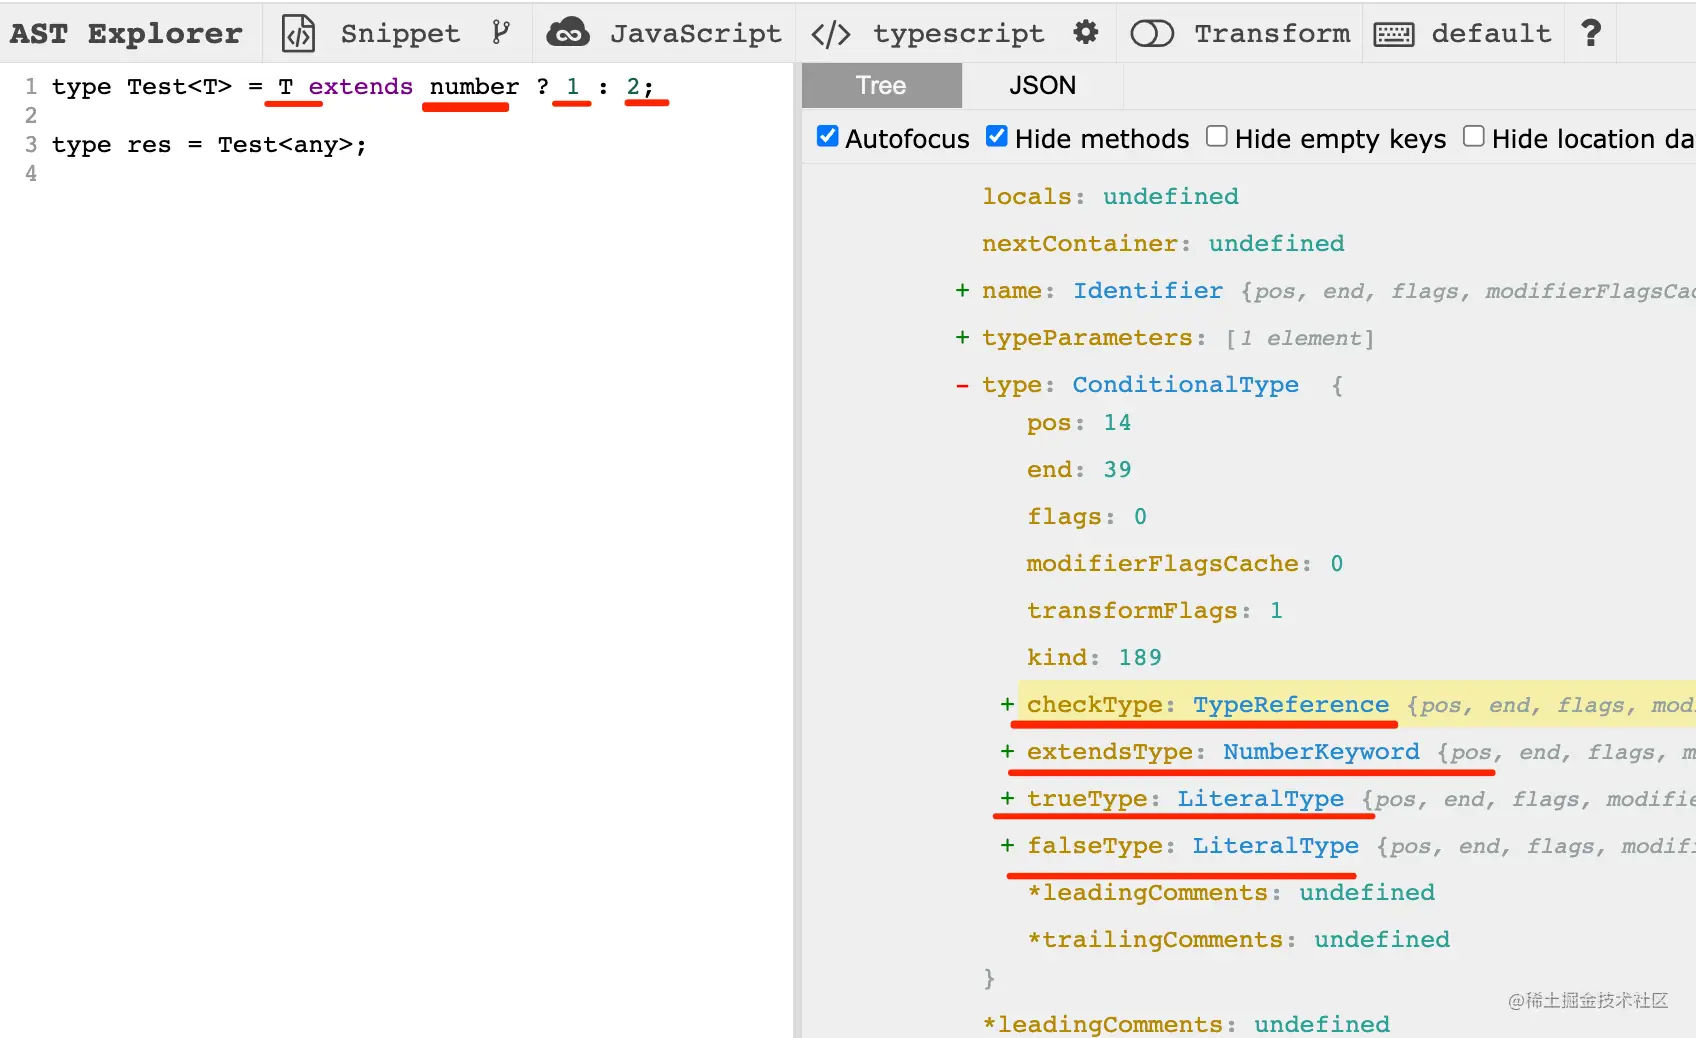 AST Explorer Snippet JavaScript </> typescript Transform default ?
1 type Test<T> = T extends number ? 1 : 2;
2
3 type res = Test<any>;
4
Tree JSON
Autofocus Hide methods Hide empty keys Hide location da
locals: undefined
nextContainer: undefined
+ name: Identifier {pos, end, flags, modifierFlagsCac
+ typeParameters: [1 element]
- type: ConditionalType {
pos: 14
end: 39
flags: 0
modifierFlagsCache: 0
transformFlags: 1
kind: 189
+ checkType: TypeReference {pos, end, flags, modi
+ extendsType: NumberKeyword {pos, end, flags, m
+ trueType: LiteralType {pos, end, flags, modifie
+ falseType: LiteralType {pos, end, flags, modifi
*leadingComments: undefined
*trailingComments: undefined
}
*leadingComments: undefined
@稀土掘金技术社区